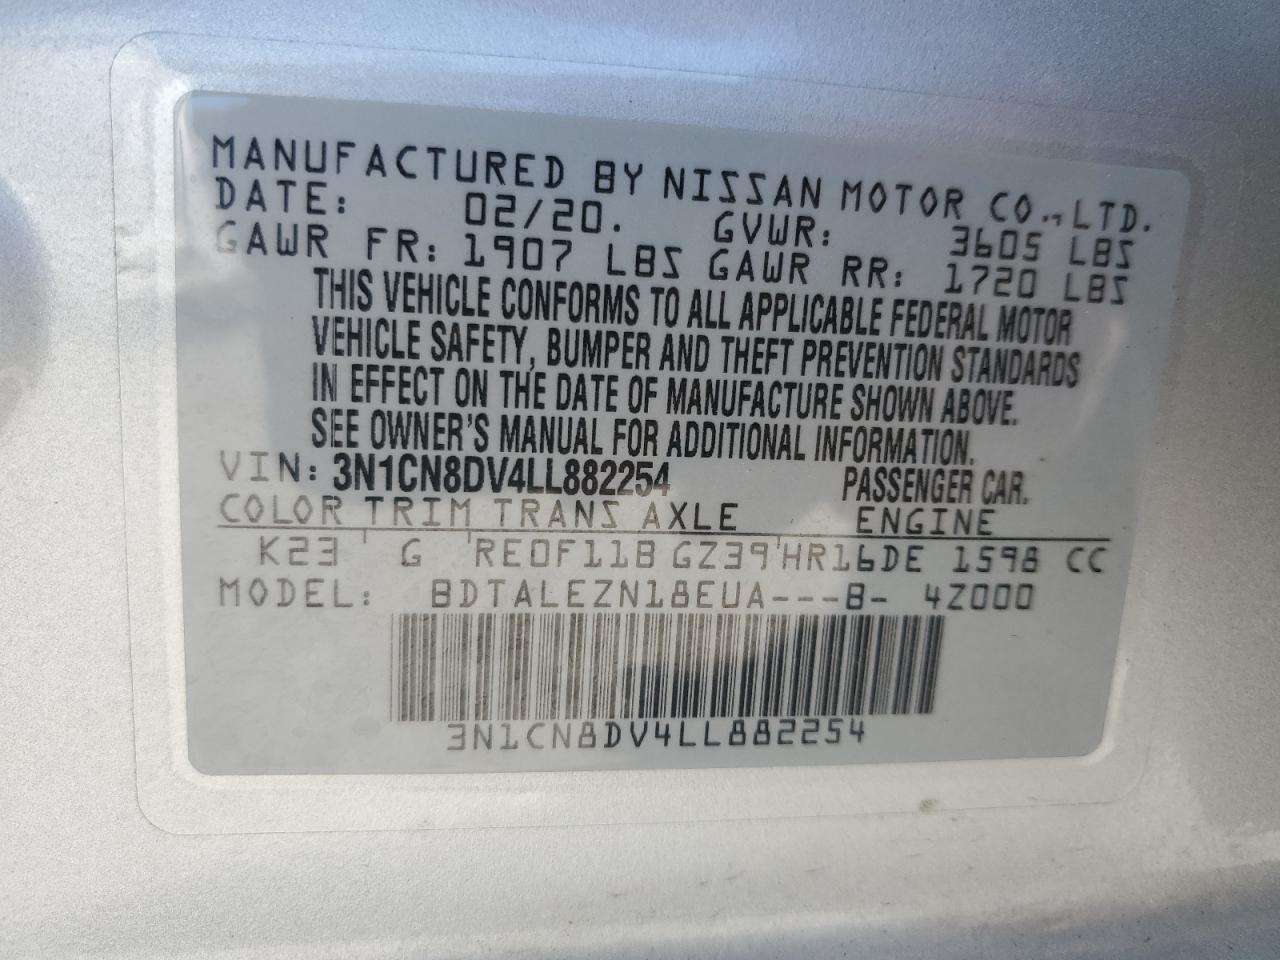 MANUFACTURED BY NISSAN MOTOR CO., LTD.
DATE: 02/20. GVWR: 3605 LBS
GAWR FR: 1907 LBS GAWR RR: 1720 LBS
THIS VEHICLE CONFORMS TO ALL APPLICABLE FEDERAL MOTOR
VEHICLE SAFETY, BUMPER AND THEFT PREVENTION STANDARDS
IN EFFECT ON THE DATE OF MANUFACTURE SHOWN ABOVE.
SEE OWNER'S MANUAL FOR ADDITIONAL INFORMATION.
VIN: 3N1CN8DV4LL882254 PASSENGER CAR.
COLOR TRIM TRANS AXLE ENGINE
K23 G RE0F11B GZ39 HR16DE 1598 CC
MODEL: BDTALEZN18EUA---B- 4Z000
3N1CN8DV4LL882254